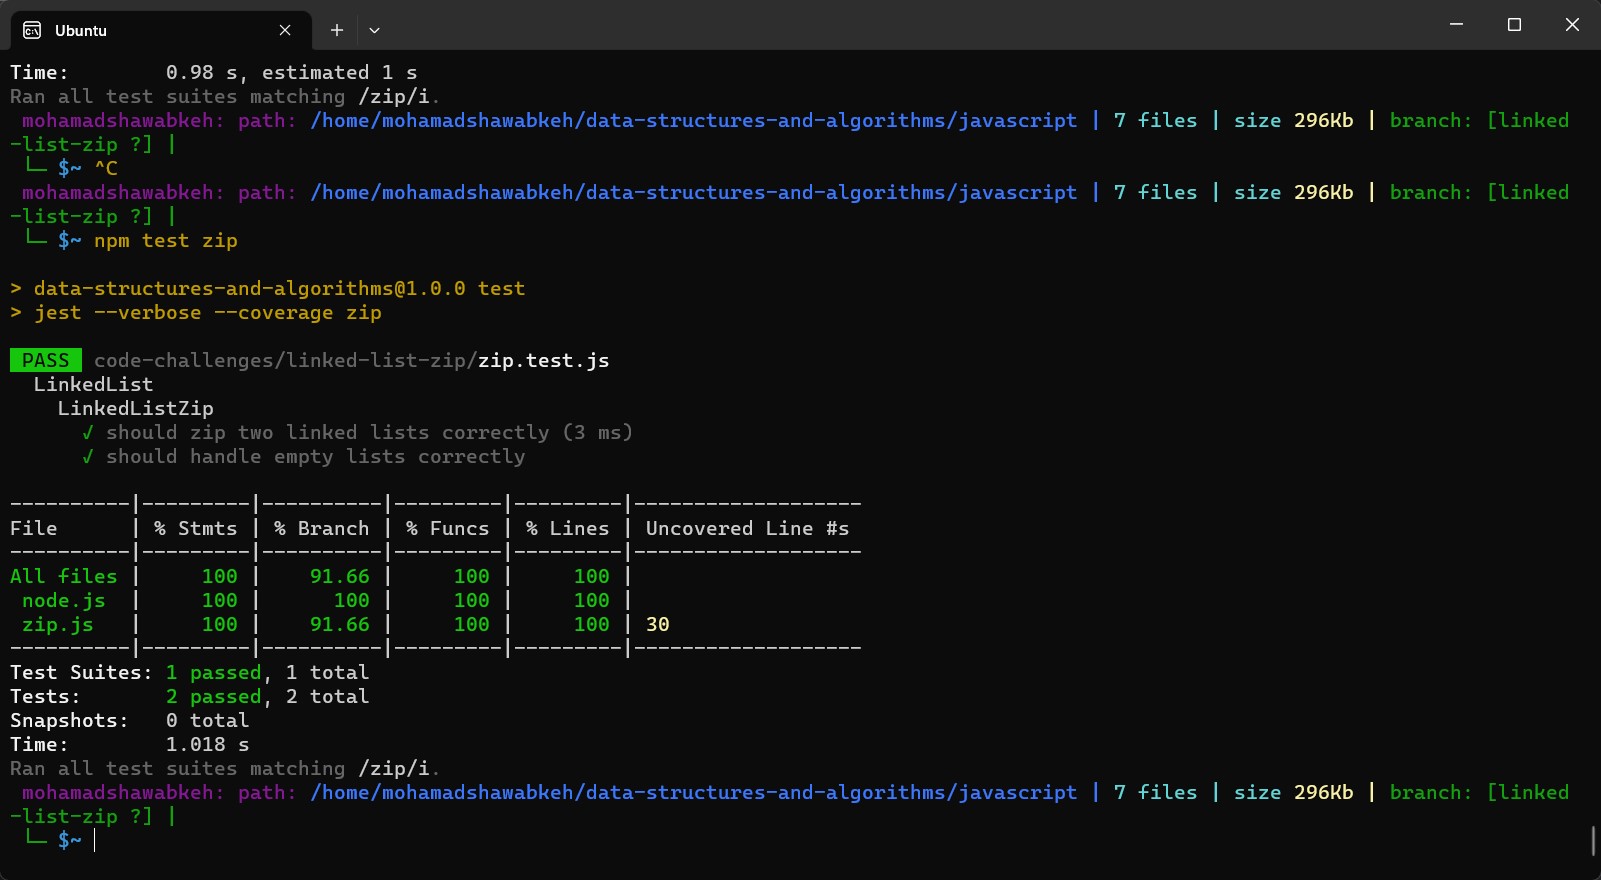 Ubuntu
Time:        0.98 s, estimated 1 s
Ran all test suites matching /zip/i.
mohamadshawabkeh: path: /home/mohamadshawabkeh/data-structures-and-algorithms/javascript | 7 files | size 296Kb | branch: [linked
-list-zip ?] |
└─ $~ ^C
mohamadshawabkeh: path: /home/mohamadshawabkeh/data-structures-and-algorithms/javascript | 7 files | size 296Kb | branch: [linked
-list-zip ?] |
└─ $~ npm test zip
> data-structures-and-algorithms@1.0.0 test
> jest --verbose --coverage zip
PASS code-challenges/linked-list-zip/zip.test.js
LinkedList
LinkedListZip
√ should zip two linked lists correctly (3 ms)
√ should handle empty lists correctly
----------|---------|----------|---------|---------|-------------------
File      | % Stmts | % Branch | % Funcs | % Lines | Uncovered Line #s
----------|---------|----------|---------|---------|-------------------
All files |     100 |    91.66 |     100 |     100 |
node.js  |     100 |      100 |     100 |     100 |
zip.js   |     100 |    91.66 |     100 |     100 | 30
----------|---------|----------|---------|---------|-------------------
Test Suites: 1 passed, 1 total
Tests:       2 passed, 2 total
Snapshots:   0 total
Time:        1.018 s
Ran all test suites matching /zip/i.
mohamadshawabkeh: path: /home/mohamadshawabkeh/data-structures-and-algorithms/javascript | 7 files | size 296Kb | branch: [linked
-list-zip ?] |
└─ $~